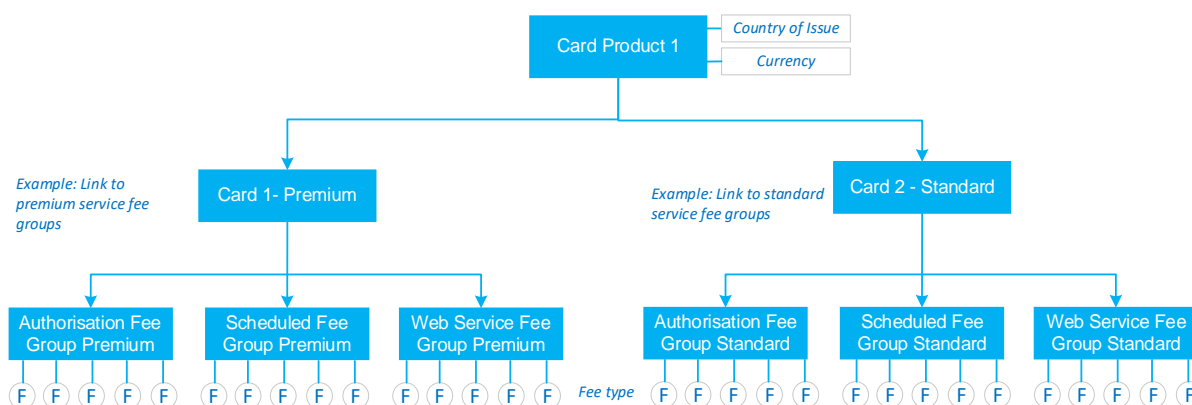 Card Product 1
Country of Issue
Currency
Example: Link to
premium service fee
groups
Card 1- Premium
Example: Link to standard
service fee groups
Card 2 - Standard
Authorisation Fee
Group Premium
Scheduled Fee
Group Premium
Web Service Fee
Group Premium
Authorisation Fee
Group Standard
Scheduled Fee
Group Standard
Web Service Fee
Group Standard
F F F F F
F F F F F
F F F F F
Fee type
F F F F F
F F F F F
F F F F F